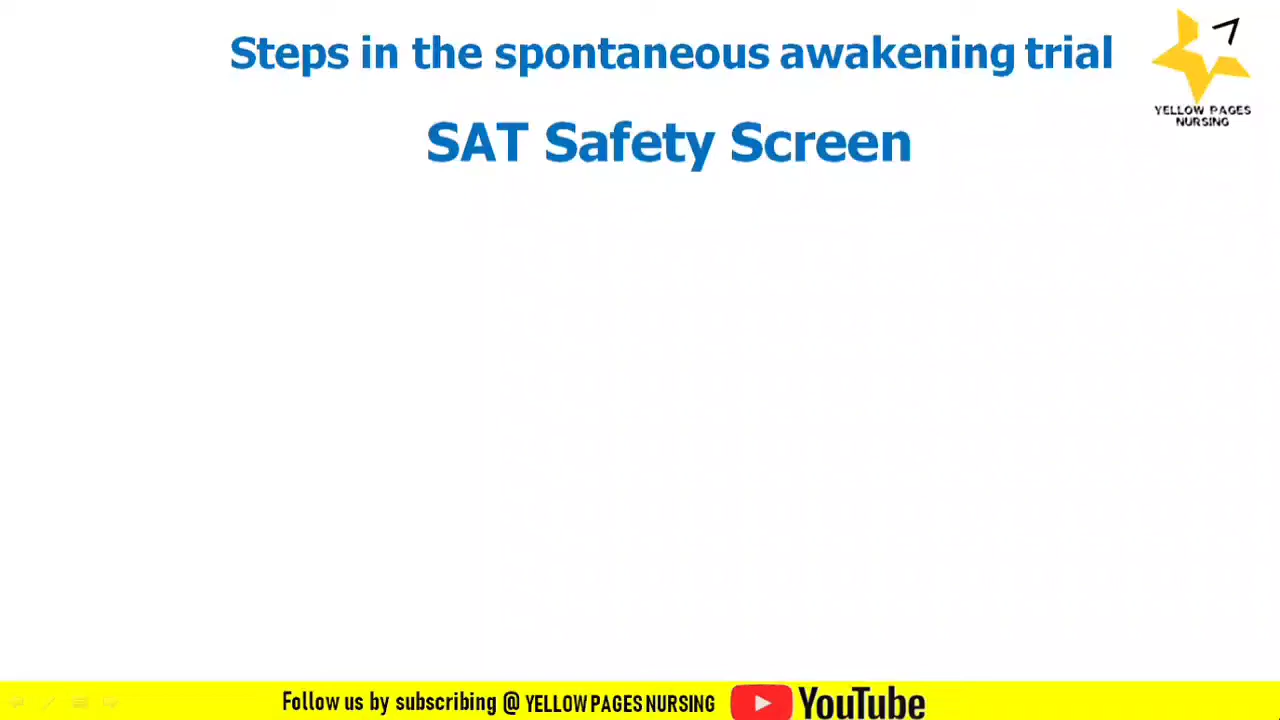 Steps in the spontaneous awakening trial
YELLOW PAGES
NURSING
SAT Safety Screen
Follow us by subscribing @ YELLOW PAGES NURSING YouTube